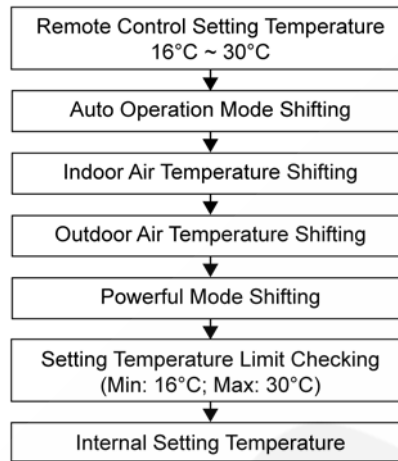 Remote Control Setting Temperature
16°C ~ 30°C
Auto Operation Mode Shifting
Indoor Air Temperature Shifting
Outdoor Air Temperature Shifting
Powerful Mode Shifting
Setting Temperature Limit Checking
(Min: 16°C; Max: 30°C)
Internal Setting Temperature